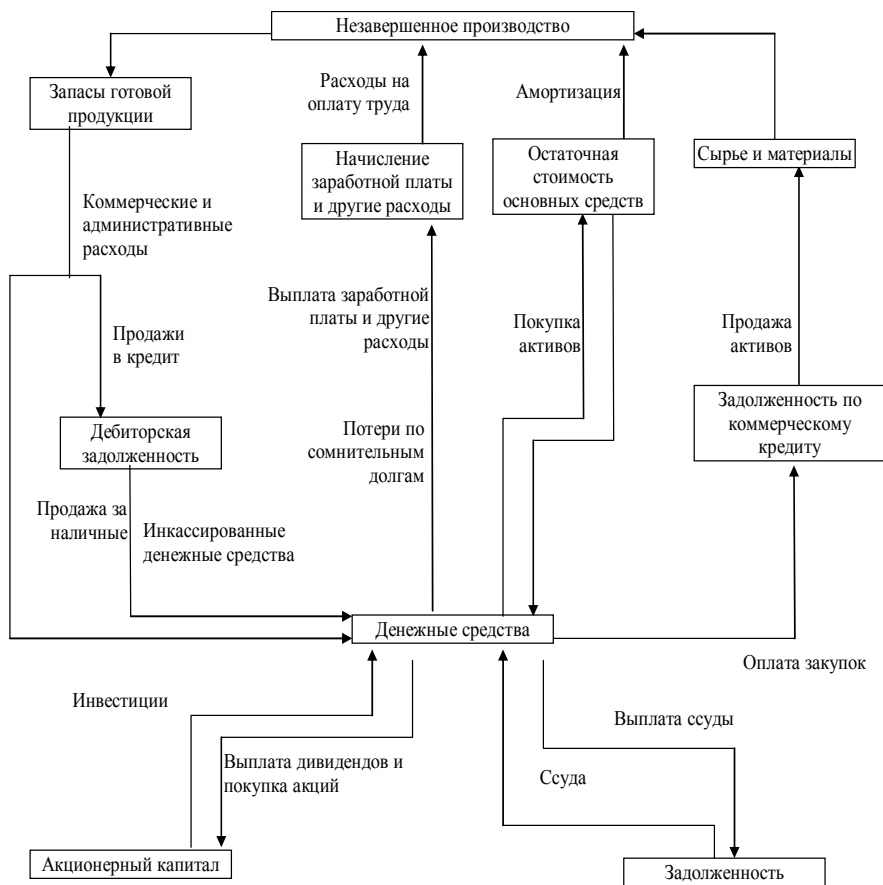 Незавершенное производство
Расходы на
оплату труда
Амортизация
Запасы готовой
продукции
Начисление
заработной платы
и другие расходы
Остаточная
стоимость
основных средств
Сырье и материалы
Коммерческие и
административные
расходы
Выплата заработной
платы и другие
расходы
Покупка
активов
Продажа
активов
Продажи
в кредит
Задолженность по
коммерческому
кредиту
Дебиторская
задолженность
Потери по
сомнительным
долгам
Продажа за
наличные
Инкассированные
денежные средства
Денежные средства
Оплата закупок
Инвестиции
Выплата ссуды
Выплата дивидендов и
покупка акций
Ссуда
Акционерный капитал
Задолженность